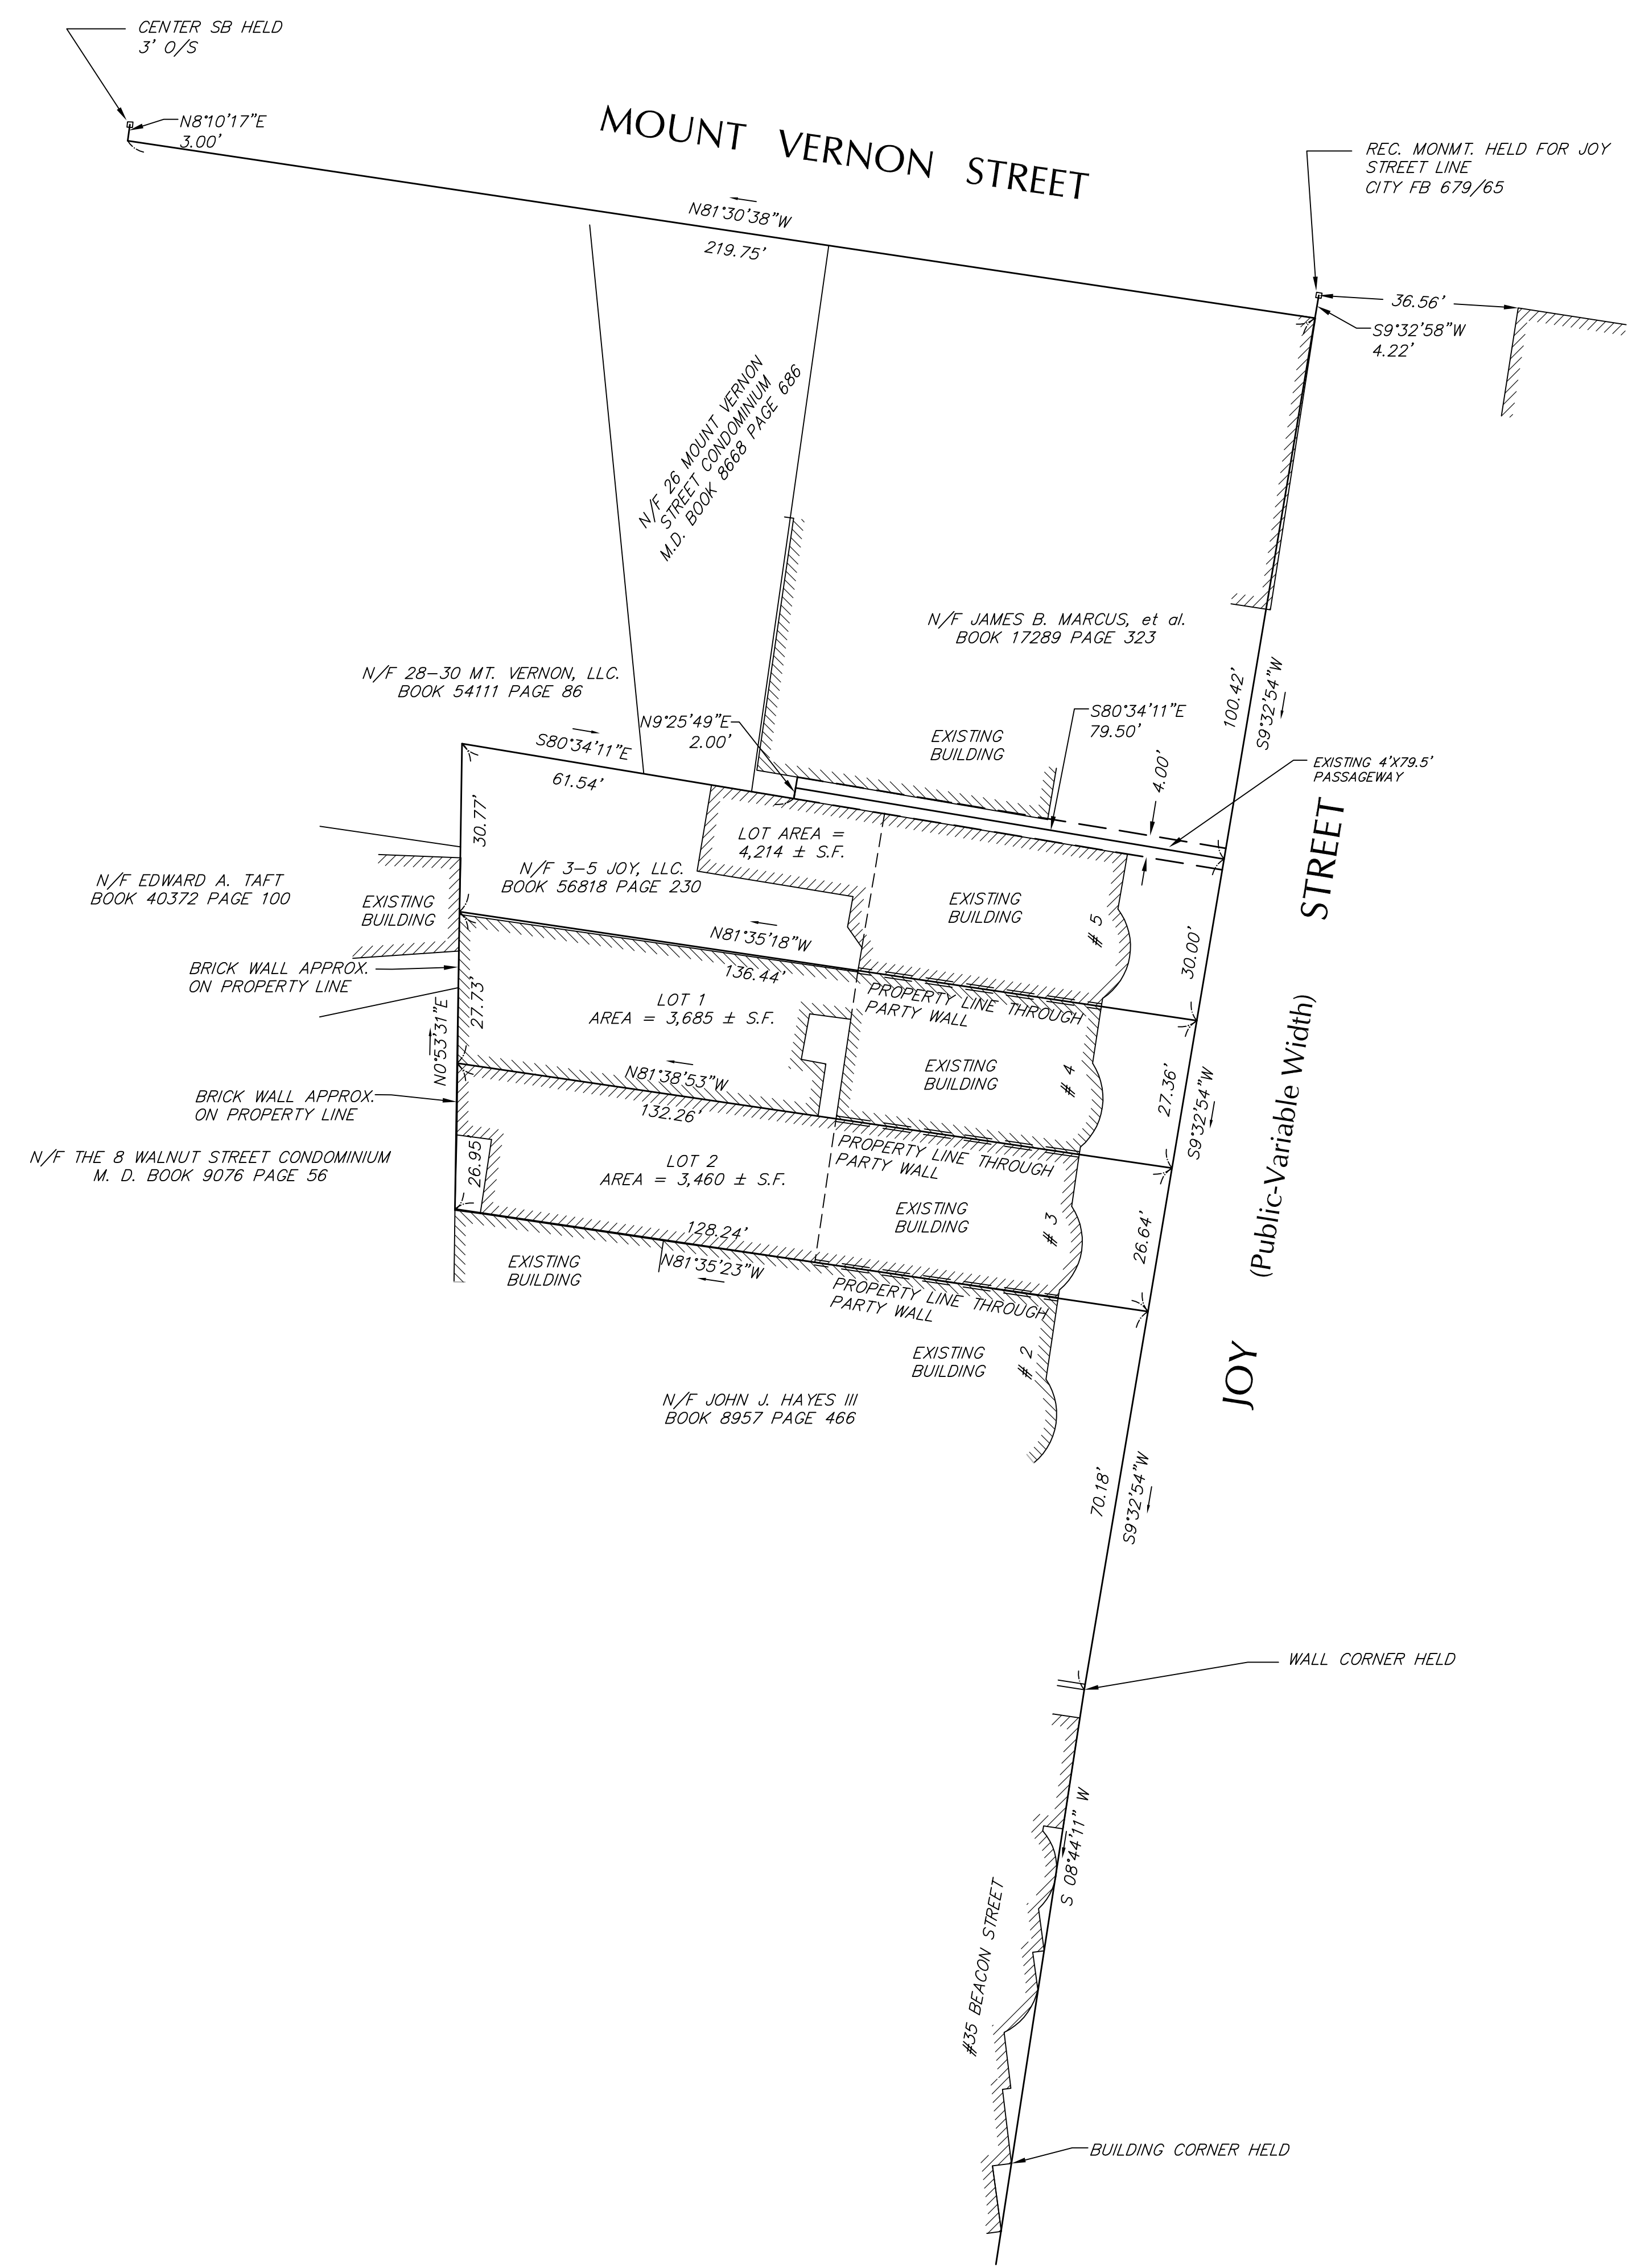 CENTER SB HELD
3' O/S
N8°10'17"E
3.00'
MOUNT VERNON STREET
REC. MONMT. HELD FOR JOY
STREET LINE
CITY FB 679/65
N81°30'38"W
219.75'
36.56'
S9°32'58"W
4.22'
N/F 26 MOUNT VERNON
STREET CONDOMINIUM
M.D. BOOK 8668 PAGE 686
N/F JAMES B. MARCUS, et al.
BOOK 17289 PAGE 323
100.42'
S9°32'54"W
N/F 28-30 MT. VERNON, LLC.
BOOK 54111 PAGE 86
N9°25'49"E
2.00'
S80°34'11"E
79.50'
EXISTING
BUILDING
S80°34'11"E
61.54'
4.00'
EXISTING 4'X79.5'
PASSAGEWAY
30.77'
LOT AREA =
4,214 ± S.F.
N/F 3-5 JOY, LLC.
BOOK 56818 PAGE 230
N/F EDWARD A. TAFT
BOOK 40372 PAGE 100
EXISTING
BUILDING
EXISTING
BUILDING
# 5
30.00'
N81°35'18"W
136.44'
BRICK WALL APPROX.
ON PROPERTY LINE
PROPERTY LINE THROUGH
PARTY WALL
27.73'
N0°53'31"E
LOT 1
AREA = 3,685 ± S.F.
EXISTING
BUILDING
# 4
27.36'
S9°32'54"W
N81°38'53"W
132.26'
BRICK WALL APPROX.
ON PROPERTY LINE
PROPERTY LINE THROUGH
PARTY WALL
N/F THE 8 WALNUT STREET CONDOMINIUM
M. D. BOOK 9076 PAGE 56
26.95
LOT 2
AREA = 3,460 ± S.F.
EXISTING
BUILDING
# 3
26.64'
128.24'
N81°35'23"W
EXISTING
BUILDING
PROPERTY LINE THROUGH
PARTY WALL
EXISTING
BUILDING
# 2
JOY (Public-Variable Width) STREET
N/F JOHN J. HAYES III
BOOK 8957 PAGE 466
70.18'
S9°32'54"W
WALL CORNER HELD
S 08°44'11" W
#35 BEACON STREET
BUILDING CORNER HELD